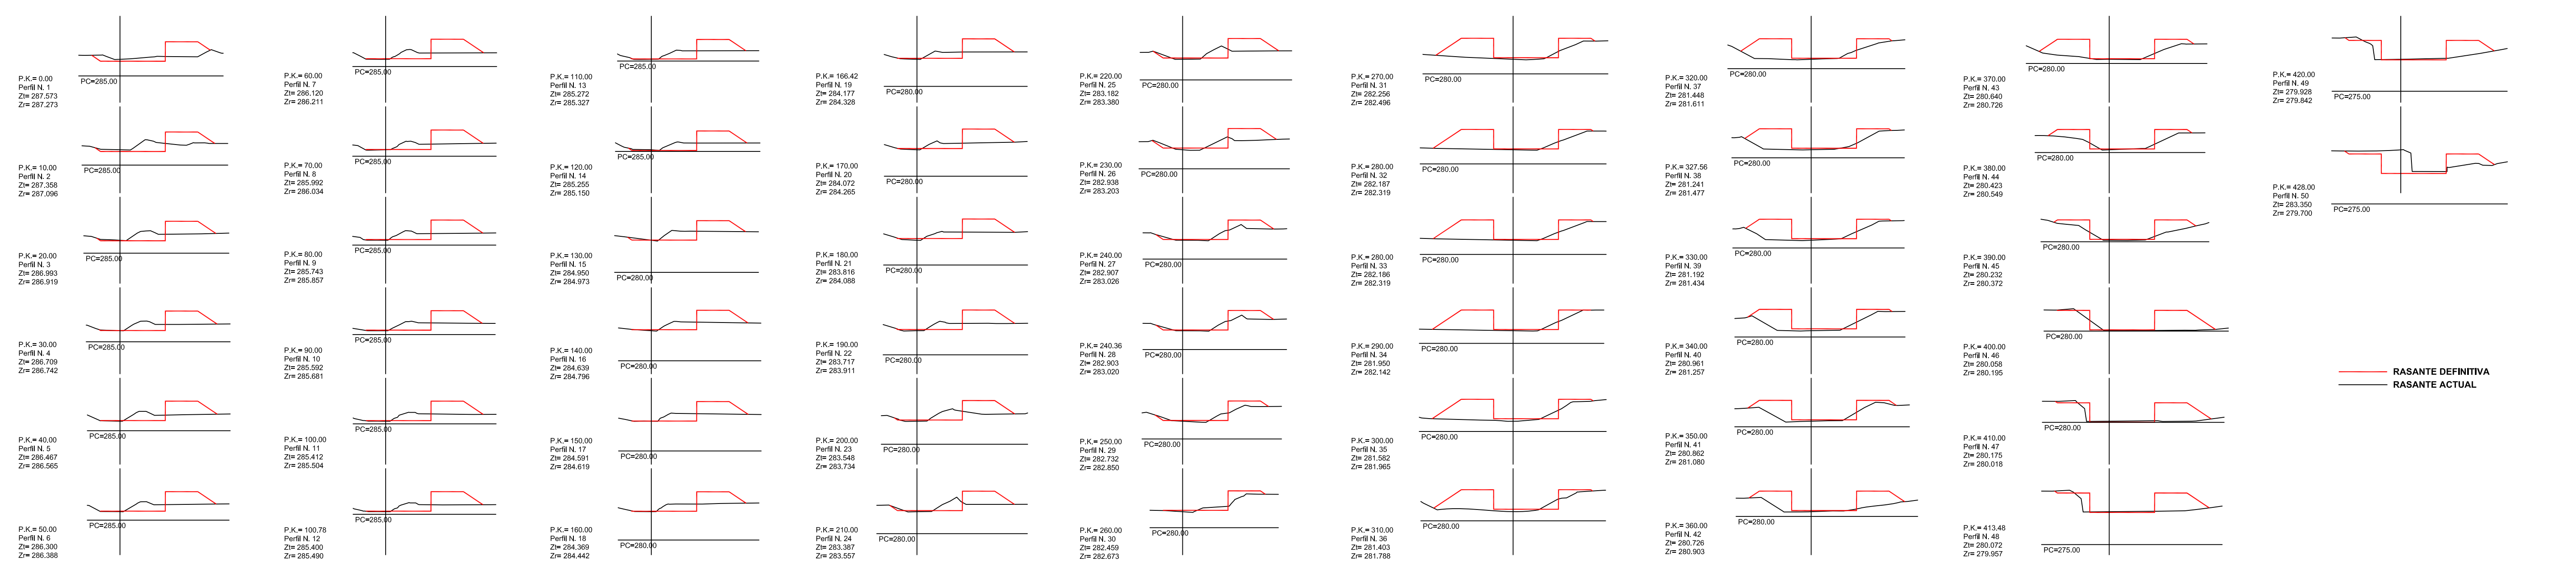 PC=285.00
P.K.= 0.00
Perfil N. 1
Zt= 287.573
Zr= 287.273
PC=285.00
P.K.= 10.00
Perfil N. 2
Zt= 287.358
Zr= 287.096
PC=285.00
P.K.= 20.00
Perfil N. 3
Zt= 286.993
Zr= 286.919
PC=285.00
P.K.= 30.00
Perfil N. 4
Zt= 286.709
Zr= 286.742
PC=285.00
P.K.= 40.00
Perfil N. 5
Zt= 286.467
Zr= 286.565
PC=285.00
P.K.= 50.00
Perfil N. 6
Zt= 286.300
Zr= 286.388
PC=285.00
P.K.= 60.00
Perfil N. 7
Zt= 286.120
Zr= 286.211
PC=285.00
P.K.= 70.00
Perfil N. 8
Zt= 285.992
Zr= 286.034
PC=285.00
P.K.= 80.00
Perfil N. 9
Zt= 285.743
Zr= 285.857
PC=285.00
P.K.= 90.00
Perfil N. 10
Zt= 285.592
Zr= 285.681
PC=285.00
P.K.= 100.00
Perfil N. 11
Zt= 285.412
Zr= 285.504
PC=285.00
P.K.= 100.78
Perfil N. 12
Zt= 285.400
Zr= 285.490
PC=285.00
P.K.= 110.00
Perfil N. 13
Zt= 285.272
Zr= 285.327
PC=285.00
P.K.= 120.00
Perfil N. 14
Zt= 285.255
Zr= 285.150
PC=280.00
P.K.= 130.00
Perfil N. 15
Zt= 284.950
Zr= 284.973
PC=280.00
P.K.= 140.00
Perfil N. 16
Zt= 284.639
Zr= 284.796
PC=280.00
P.K.= 150.00
Perfil N. 17
Zt= 284.591
Zr= 284.619
PC=280.00
P.K.= 160.00
Perfil N. 18
Zt= 284.369
Zr= 284.442
PC=280.00
P.K.= 166.42
Perfil N. 19
Zt= 284.177
Zr= 284.328
PC=280.00
P.K.= 170.00
Perfil N. 20
Zt= 284.072
Zr= 284.265
PC=280.00
P.K.= 180.00
Perfil N. 21
Zt= 283.816
Zr= 284.088
PC=280.00
P.K.= 190.00
Perfil N. 22
Zt= 283.717
Zr= 283.911
PC=280.00
P.K.= 200.00
Perfil N. 23
Zt= 283.548
Zr= 283.734
PC=280.00
P.K.= 210.00
Perfil N. 24
Zt= 283.387
Zr= 283.557
PC=280.00
P.K.= 220.00
Perfil N. 25
Zt= 283.182
Zr= 283.380
PC=280.00
P.K.= 230.00
Perfil N. 26
Zt= 282.938
Zr= 283.203
PC=280.00
P.K.= 240.00
Perfil N. 27
Zt= 282.907
Zr= 283.026
PC=280.00
P.K.= 240.36
Perfil N. 28
Zt= 282.903
Zr= 283.020
PC=280.00
P.K.= 250.00
Perfil N. 29
Zt= 282.732
Zr= 282.850
PC=280.00
P.K.= 260.00
Perfil N. 30
Zt= 282.459
Zr= 282.673
PC=280.00
P.K.= 270.00
Perfil N. 31
Zt= 282.256
Zr= 282.496
PC=280.00
P.K.= 280.00
Perfil N. 32
Zt= 282.187
Zr= 282.319
PC=280.00
P.K.= 280.00
Perfil N. 33
Zt= 282.186
Zr= 282.319
PC=280.00
P.K.= 290.00
Perfil N. 34
Zt= 281.950
Zr= 282.142
PC=280.00
P.K.= 300.00
Perfil N. 35
Zt= 281.582
Zr= 281.965
PC=280.00
P.K.= 310.00
Perfil N. 36
Zt= 281.403
Zr= 281.788
PC=280.00
P.K.= 320.00
Perfil N. 37
Zt= 281.448
Zr= 281.611
PC=280.00
P.K.= 327.56
Perfil N. 38
Zt= 281.241
Zr= 281.477
PC=280.00
P.K.= 330.00
Perfil N. 39
Zt= 281.192
Zr= 281.434
PC=280.00
P.K.= 340.00
Perfil N. 40
Zt= 280.961
Zr= 281.257
PC=280.00
P.K.= 350.00
Perfil N. 41
Zt= 280.862
Zr= 281.080
PC=280.00
P.K.= 360.00
Perfil N. 42
Zt= 280.726
Zr= 280.903
PC=280.00
P.K.= 370.00
Perfil N. 43
Zt= 280.640
Zr= 280.726
PC=280.00
P.K.= 380.00
Perfil N. 44
Zt= 280.423
Zr= 280.549
PC=280.00
P.K.= 390.00
Perfil N. 45
Zt= 280.232
Zr= 280.372
PC=280.00
P.K.= 400.00
Perfil N. 46
Zt= 280.058
Zr= 280.195
PC=280.00
P.K.= 410.00
Perfil N. 47
Zt= 280.175
Zr= 280.018
PC=275.00
P.K.= 413.48
Perfil N. 48
Zt= 280.072
Zr= 279.957
PC=275.00
P.K.= 420.00
Perfil N. 49
Zt= 279.928
Zr= 279.842
PC=275.00
P.K.= 428.00
Perfil N. 50
Zt= 283.350
Zr= 279.700
RASANTE DEFINITIVA
RASANTE ACTUAL